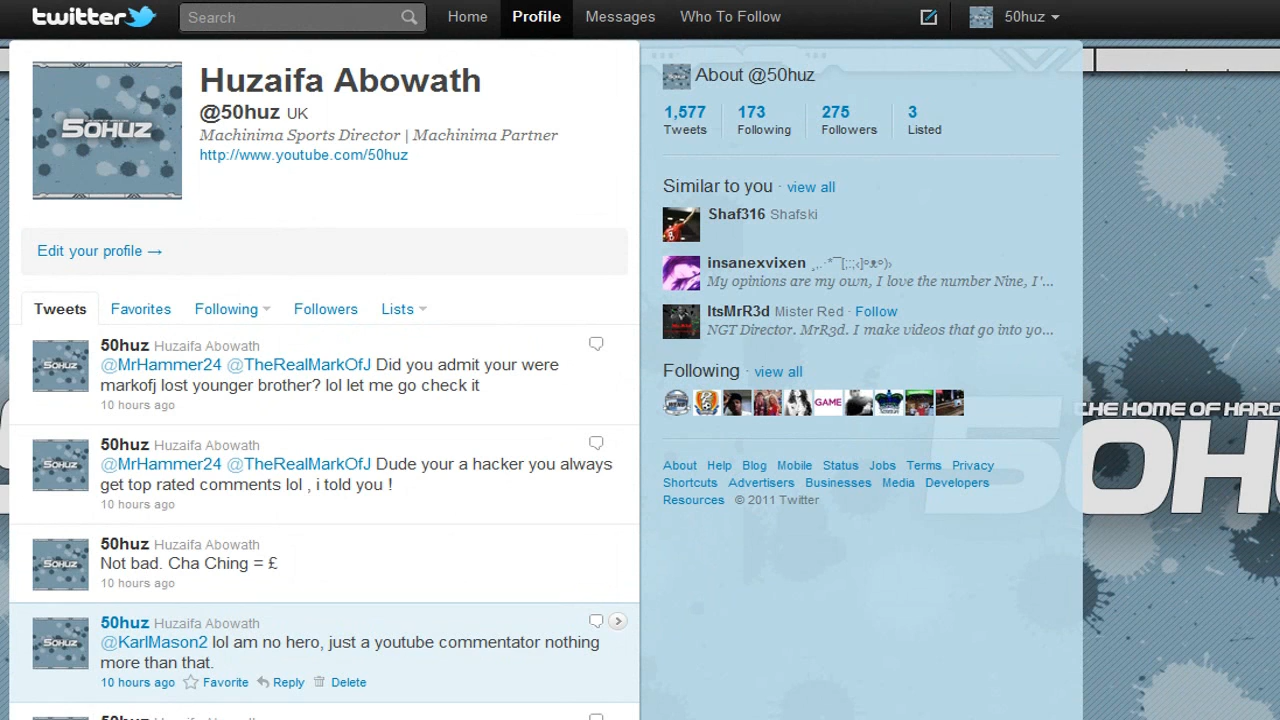 twitter
Search
Home
Profile
Messages
Who To Follow
50huz
50HUZ
Huzaifa Abowath
@50huz UK
Machinima Sports Director | Machinima Partner
http://www.youtube.com/50huz
Edit your profile →
Tweets
Favorites
Following
Followers
Lists
50huz Huzaifa Abowath
@MrHammer24 @TheRealMarkOfJ Did you admit your were
markofj lost younger brother? lol let me go check it
10 hours ago
50huz Huzaifa Abowath
@MrHammer24 @TheRealMarkOfJ Dude your a hacker you always
get top rated comments lol , i told you !
10 hours ago
50huz Huzaifa Abowath
Not bad. Cha Ching = £
10 hours ago
50huz Huzaifa Abowath
@KarlMason2 lol am no hero, just a youtube commentator nothing
more than that.
10 hours ago Favorite Reply Delete
50huz Huzaifa Abowath
About @50huz
1,577 173 275 3
Tweets Following Followers Listed
Similar to you · view all
Shaf316 Shafski
insanexvixen
My opinions are my own, I love the number Nine, I'...
ItsMrR3d Mister Red · Follow
NGT Director. MrR3d. I make videos that go into yo...
Following · view all
GAME
About Help Blog Mobile Status Jobs Terms Privacy
Shortcuts Advertisers Businesses Media Developers
Resources © 2011 Twitter
THE HOME OF HARD
50HU